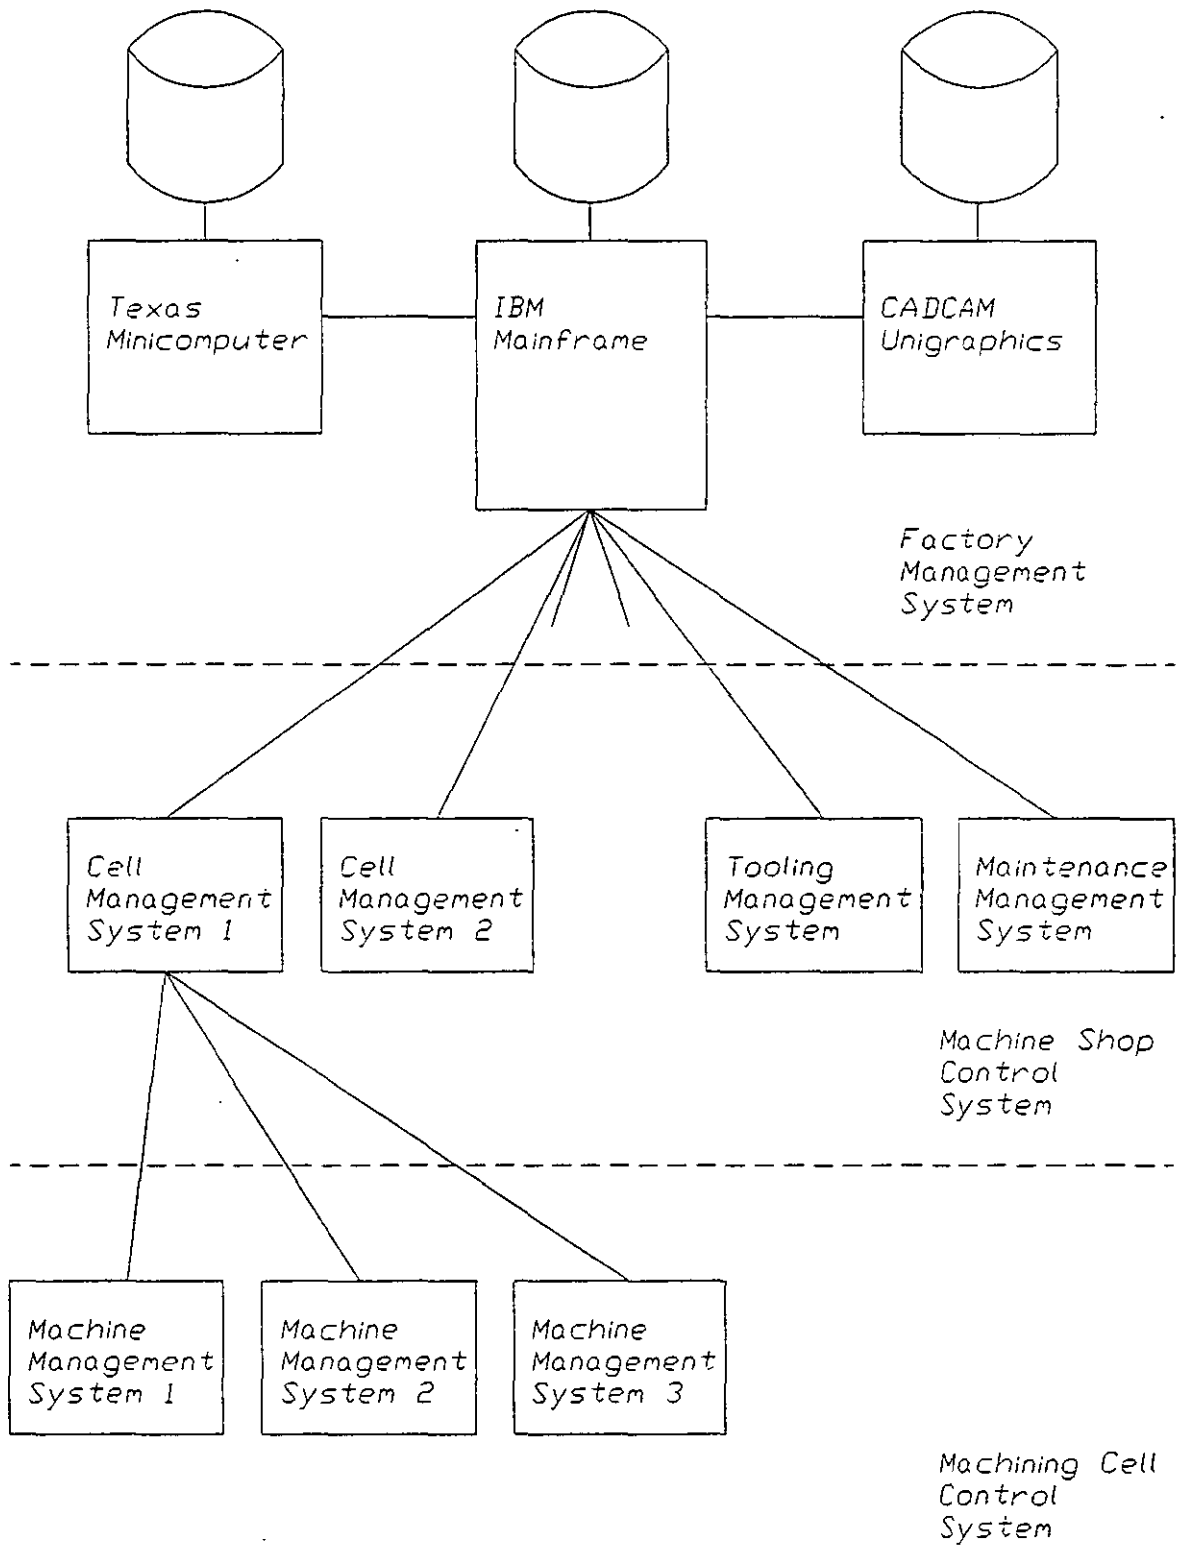 Texas
Minicomputer
IBM
Mainframe
CADCAM
Unigraphics
Factory
Management
System
Cell
Management
System 1
Cell
Management
System 2
Tooling
Management
System
Maintenance
Management
System
Machine Shop
Control
System
Machine
Management
System 1
Machine
Management
System 2
Machine
Management
System 3
Machining Cell
Control
System